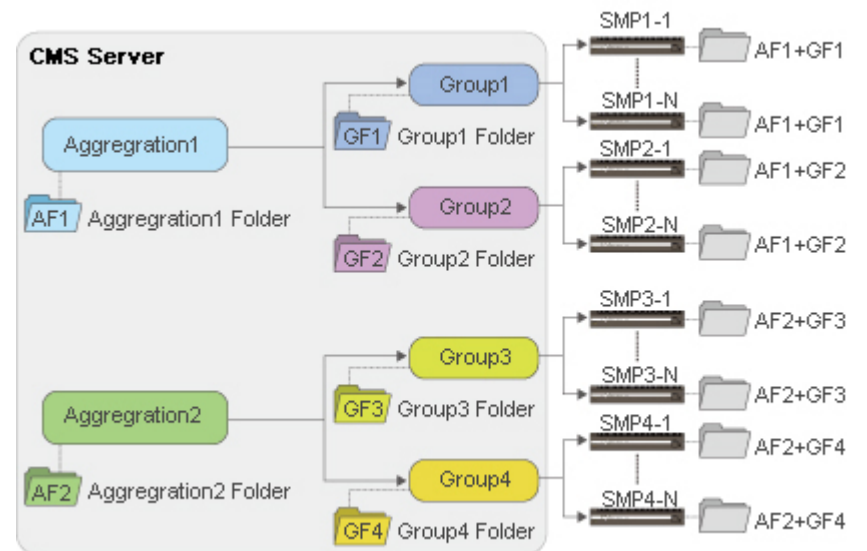 CMS Server
Aggregration1
AF1 Aggregration1 Folder
Group1
GF1 Group1 Folder
Group2
GF2 Group2 Folder
SMP1-1
AF1+GF1
SMP1-N
AF1+GF1
SMP2-1
AF1+GF2
SMP2-N
AF1+GF2
Aggregration2
AF2 Aggregration2 Folder
Group3
GF3 Group3 Folder
Group4
GF4 Group4 Folder
SMP3-1
AF2+GF3
SMP3-N
AF2+GF3
SMP4-1
AF2+GF4
SMP4-N
AF2+GF4